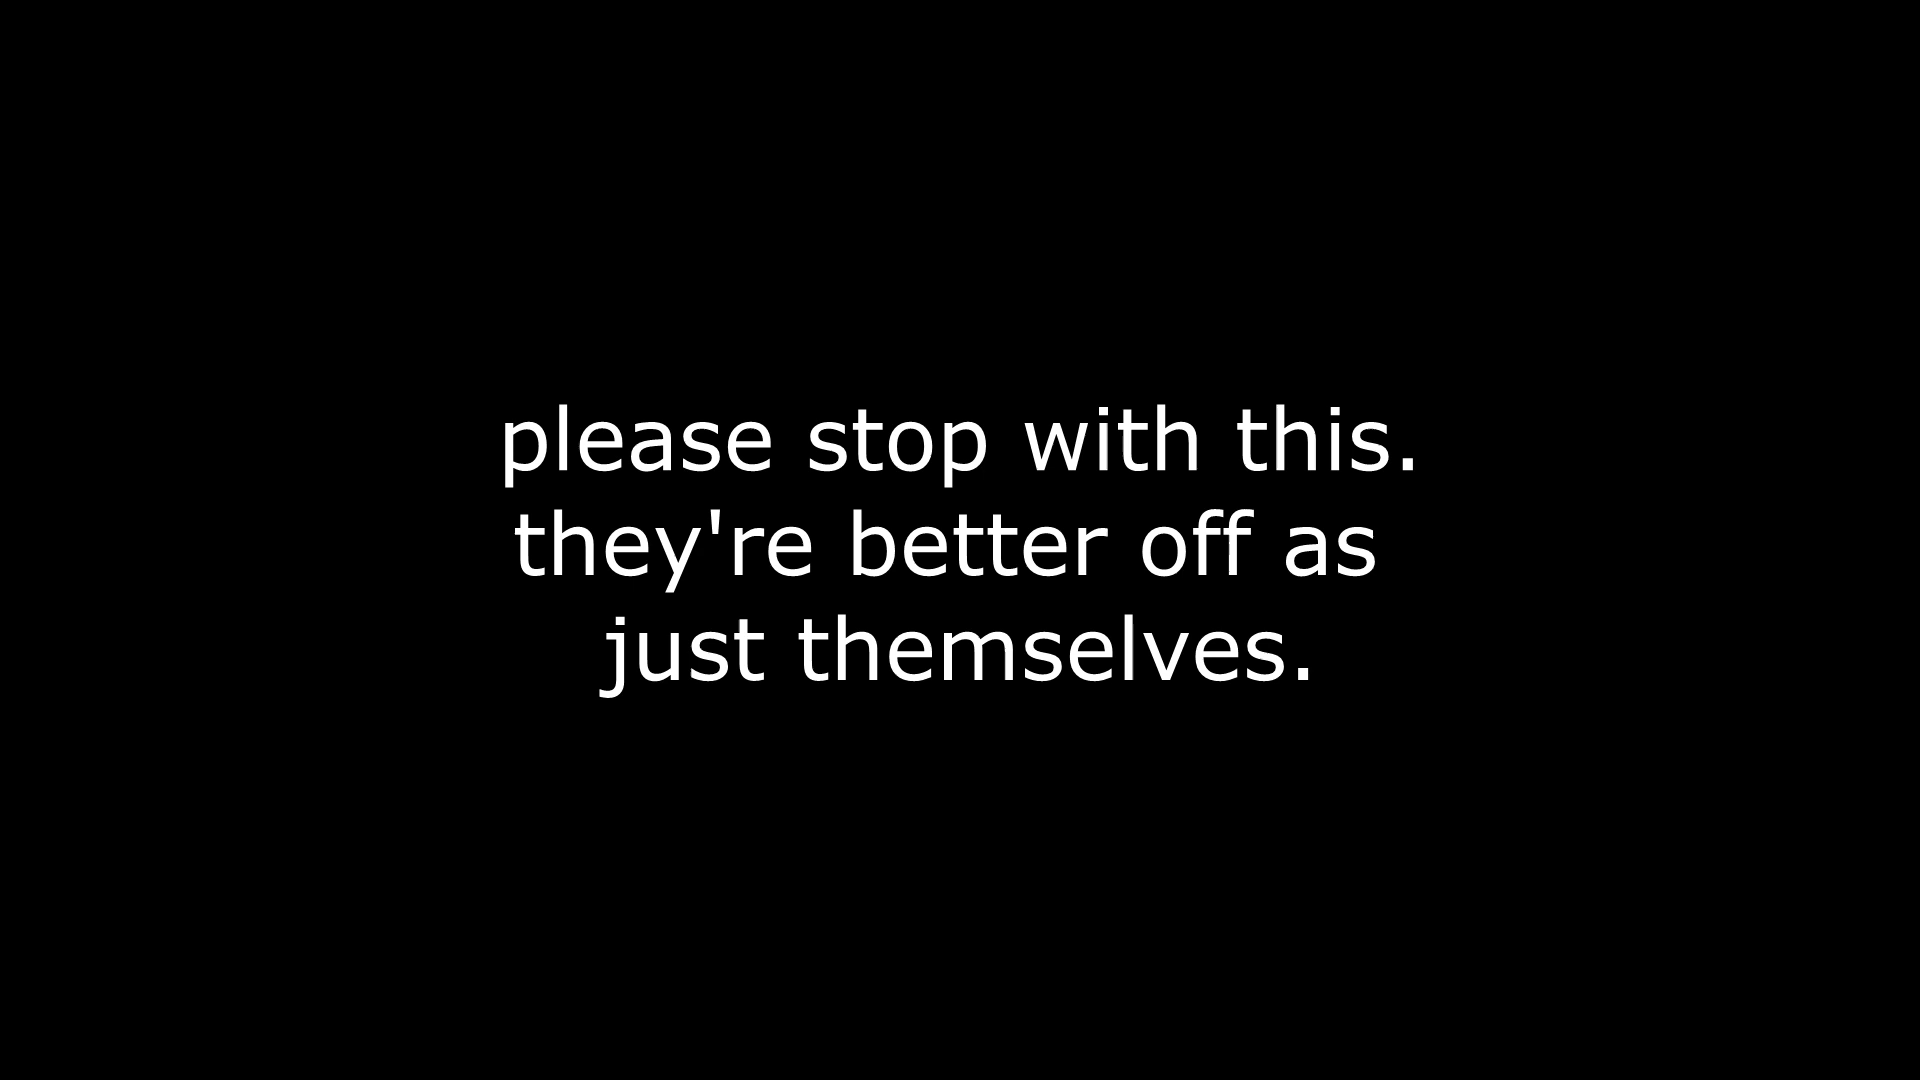 please stop with this.
they're better off as
just themselves.